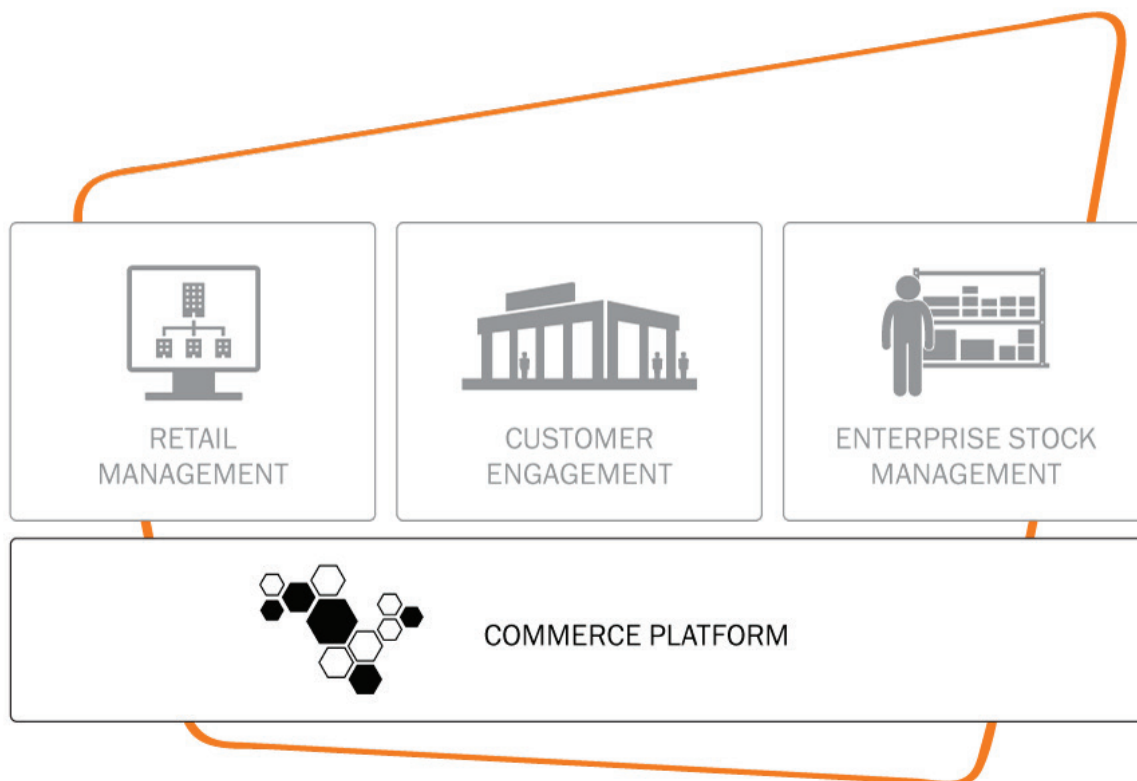 RETAIL
MANAGEMENT
CUSTOMER
ENGAGEMENT
ENTERPRISE STOCK
MANAGEMENT
COMMERCE PLATFORM